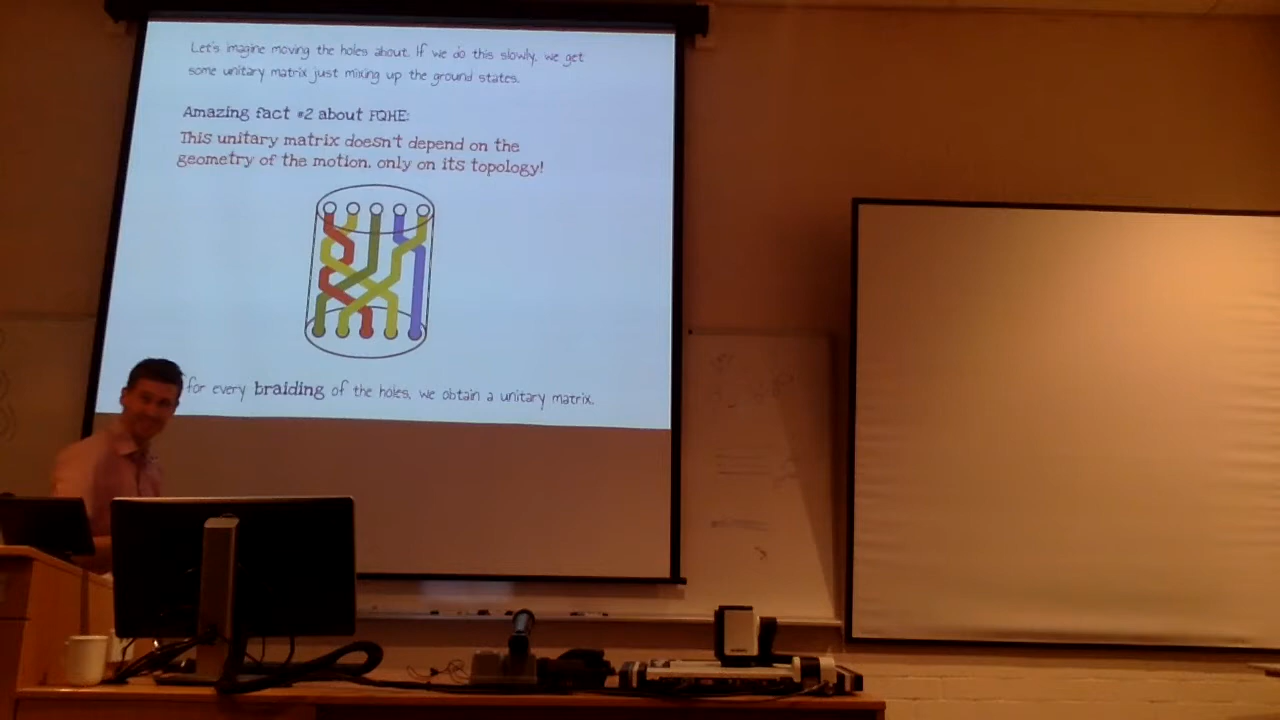 Let's imagine moving the holes about. If we do this slowly, we get
some unitary matrix just mixing up the ground states.
Amazing fact #2 about FQHE:
This unitary matrix doesn't depend on the
geometry of the motion, only on its topology!
for every braiding of the holes, we obtain a unitary matrix.